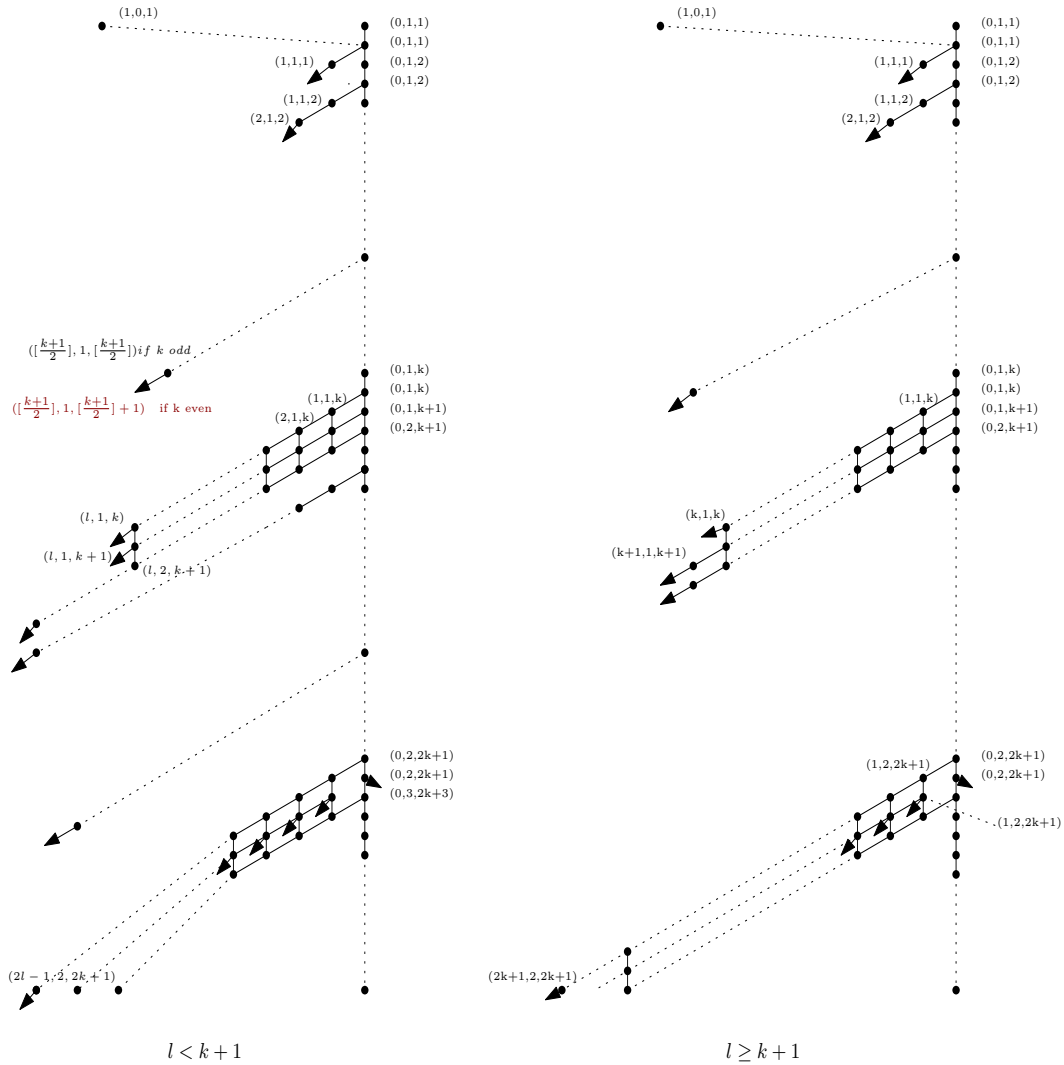 (1,0,1)
(0,1,1)
(0,1,1)
(1,1,1)
(0,1,2)
(0,1,2)
(1,1,2)
(2,1,2)
([k+1/2], 1, [k+1/2])if k odd
([k+1/2], 1, [k+1/2] + 1) if k even
(0,1,k)
(0,1,k)
(1,1,k)
(0,1,k+1)
(2,1,k)
(0,2,k+1)
(l, 1, k)
(l, 1, k + 1)
(l, 2, k + 1)
(0,2,2k+1)
(0,2,2k+1)
(0,3,2k+3)
(2l − 1, 2, 2k + 1)
l < k + 1
(1,0,1)
(0,1,1)
(0,1,1)
(1,1,1)
(0,1,2)
(0,1,2)
(1,1,2)
(2,1,2)
(0,1,k)
(0,1,k)
(1,1,k)
(0,1,k+1)
(0,2,k+1)
(k,1,k)
(k+1,1,k+1)
(0,2,2k+1)
(1,2,2k+1)
(0,2,2k+1)
(1,2,2k+1)
(2k+1,2,2k+1)
l ≥ k + 1